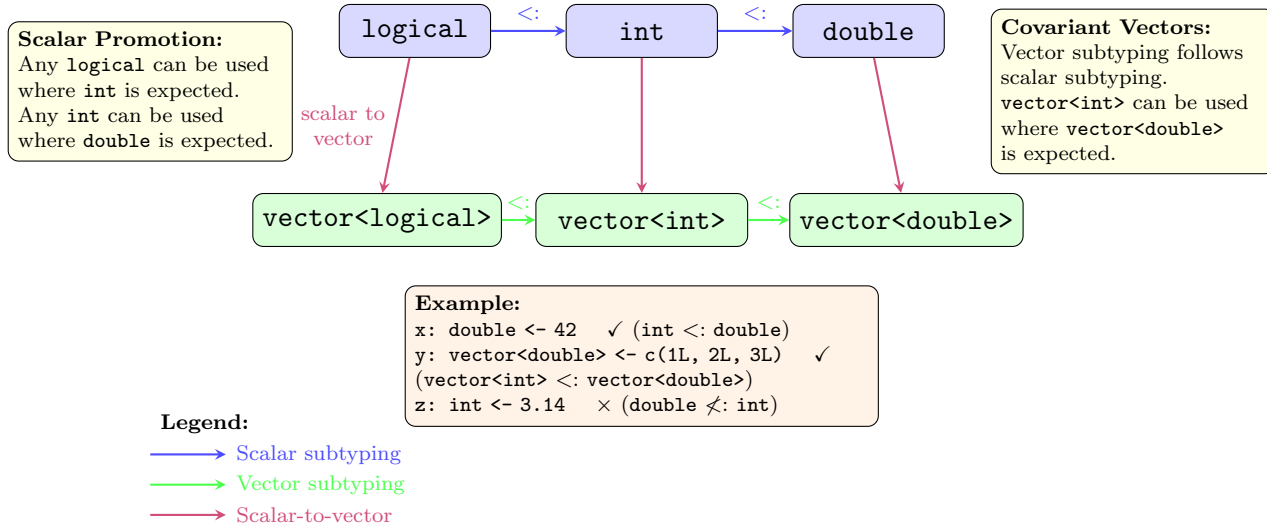 logical
<:
int
<:
double
Scalar Promotion:
Any logical can be used
where int is expected.
Any int can be used
where double is expected.
Covariant Vectors:
Vector subtyping follows
scalar subtyping.
vector<int> can be used
where vector<double>
is expected.
scalar to
vector
vector<logical>
<:
vector<int>
<:
vector<double>
Example:
x: double <- 42 ✓ (int <: double)
y: vector<double> <- c(1L, 2L, 3L) ✓
(vector<int> <: vector<double>)
z: int <- 3.14 × (double ≮: int)
Legend:
Scalar subtyping
Vector subtyping
Scalar-to-vector